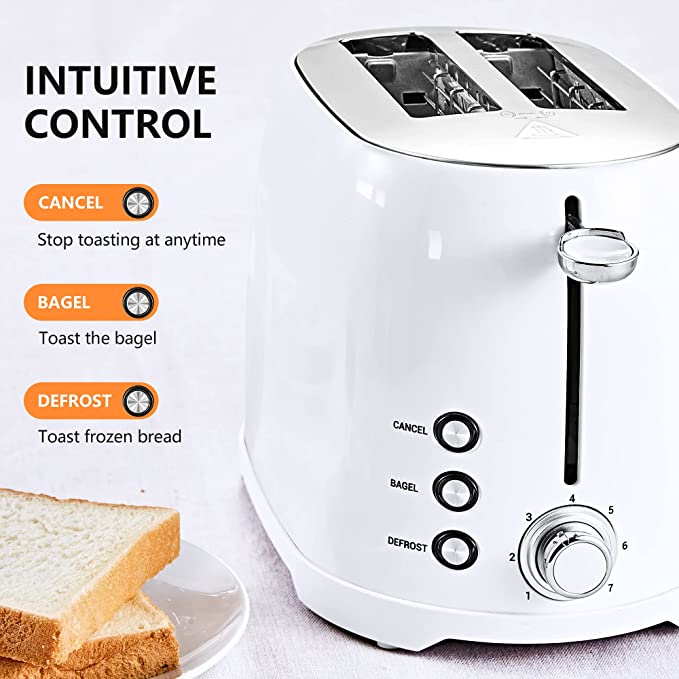 INTUITIVE
CONTROL
CANCEL
Stop toasting at anytime
BAGEL
Toast the bagel
DEFROST
Toast frozen bread
CANCEL
BAGEL
DEFROST
1 2 3 4 5 6 7